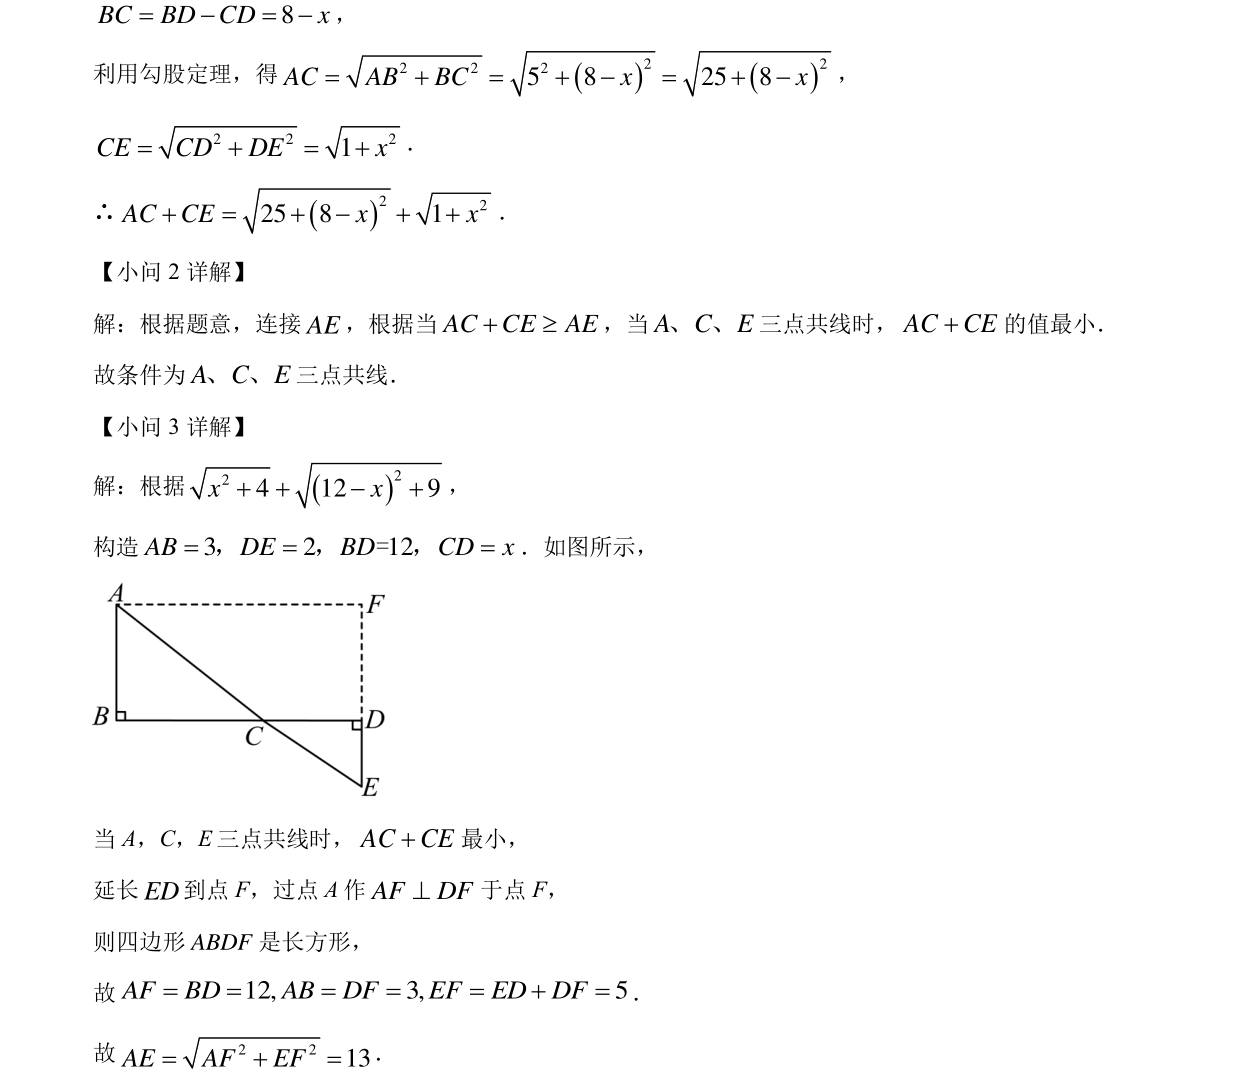 BC = BD − CD = 8 − x，
利用勾股定理，得 AC = √(AB² + BC²) = √(5² + (8 − x)²) = √(25 + (8 − x)²)，
CE = √(CD² + DE²) = √(1 + x²)．
∴ AC + CE = √(25 + (8 − x)²) + √(1 + x²)．
【小问 2 详解】
解：根据题意，连接 AE，根据当 AC + CE ≥ AE，当 A、C、E 三点共线时，AC + CE 的值最小．
故条件为 A、C、E 三点共线．
【小问 3 详解】
解：根据 √(x² + 4) + √((12 − x)² + 9)，
构造 AB = 3，DE = 2，BD=12，CD = x．如图所示，
A
F
B
C
D
E
当 A，C，E 三点共线时，AC + CE 最小，
延长 ED 到点 F，过点 A 作 AF ⊥ DF 于点 F，
则四边形 ABDF 是长方形，
故 AF = BD = 12, AB = DF = 3, EF = ED + DF = 5．
故 AE = √(AF² + EF²) = 13．